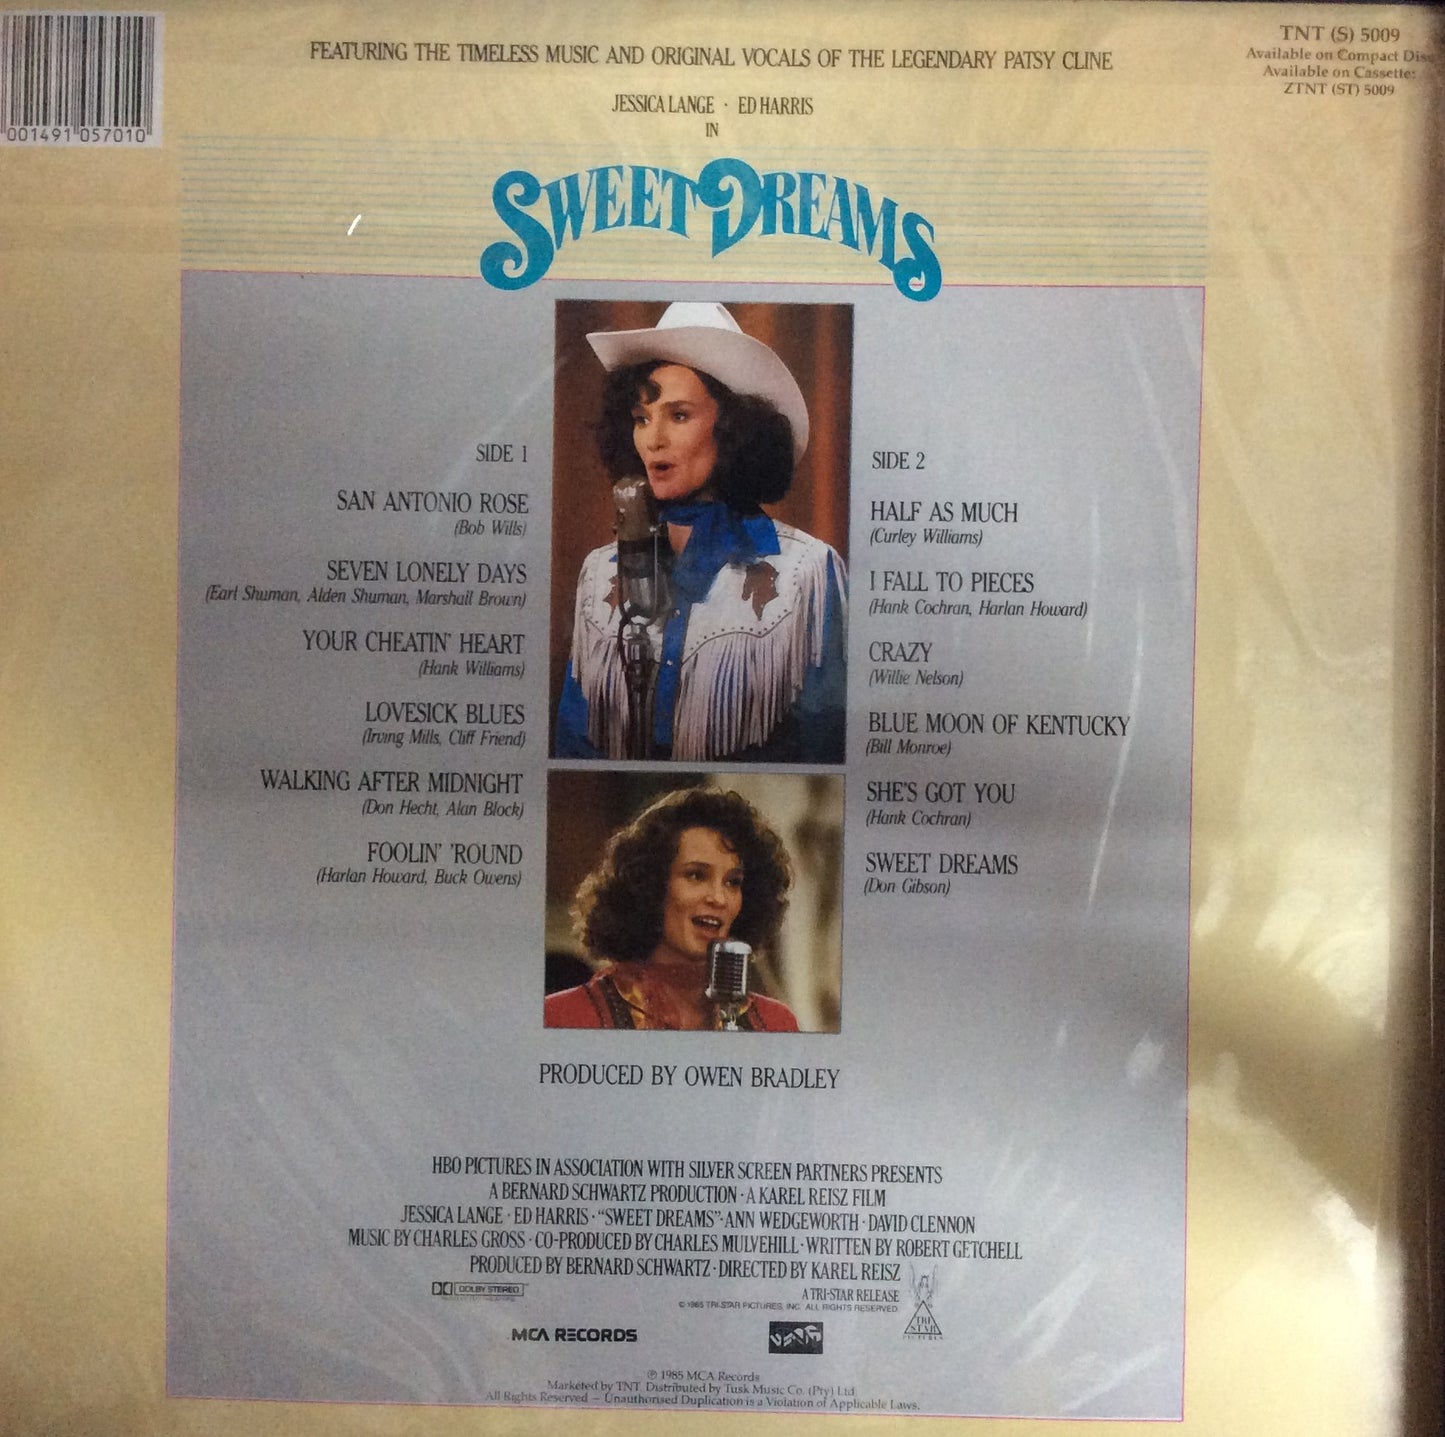 001491 057010
FEATURING THE TIMELESS MUSIC AND ORIGINAL VOCALS OF THE LEGENDARY PATSY CLINE
TNT (S) 5009
Available on Compact Disc
Available on Cassette:
ZTNT (ST) 5009
JESSICA LANGE · ED HARRIS
IN
SWEET DREAMS
SIDE 1
SAN ANTONIO ROSE
(Bob Wills)
SEVEN LONELY DAYS
(Earl Shuman, Alden Shuman, Marshall Brown)
YOUR CHEATIN' HEART
(Hank Williams)
LOVESICK BLUES
(Irving Mills, Cliff Friend)
WALKING AFTER MIDNIGHT
(Don Hecht, Alan Block)
FOOLIN' 'ROUND
(Harlan Howard, Buck Owens)
SIDE 2
HALF AS MUCH
(Curley Williams)
I FALL TO PIECES
(Hank Cochran, Harlan Howard)
CRAZY
(Willie Nelson)
BLUE MOON OF KENTUCKY
(Bill Monroe)
SHE'S GOT YOU
(Hank Cochran)
SWEET DREAMS
(Don Gibson)
PRODUCED BY OWEN BRADLEY
HBO PICTURES IN ASSOCIATION WITH SILVER SCREEN PARTNERS PRESENTS
A BERNARD SCHWARTZ PRODUCTION · A KAREL REISZ FILM
JESSICA LANGE · ED HARRIS · "SWEET DREAMS" · ANN WEDGEWORTH · DAVID CLENNON
MUSIC BY CHARLES GROSS · CO-PRODUCED BY CHARLES MULVEHILL · WRITTEN BY ROBERT GETCHELL
PRODUCED BY BERNARD SCHWARTZ · DIRECTED BY KAREL REISZ
DOLBY STEREO
A TRI-STAR RELEASE
© 1985 TRI-STAR PICTURES, INC. ALL RIGHTS RESERVED.
TRI
STAR
PICTURES
MCA RECORDS
℗ 1985 MCA Records
Marketed by TNT. Distributed by Tusk Music Co. (Pty) Ltd
All Rights Reserved – Unauthorised Duplication is a Violation of Applicable Laws.